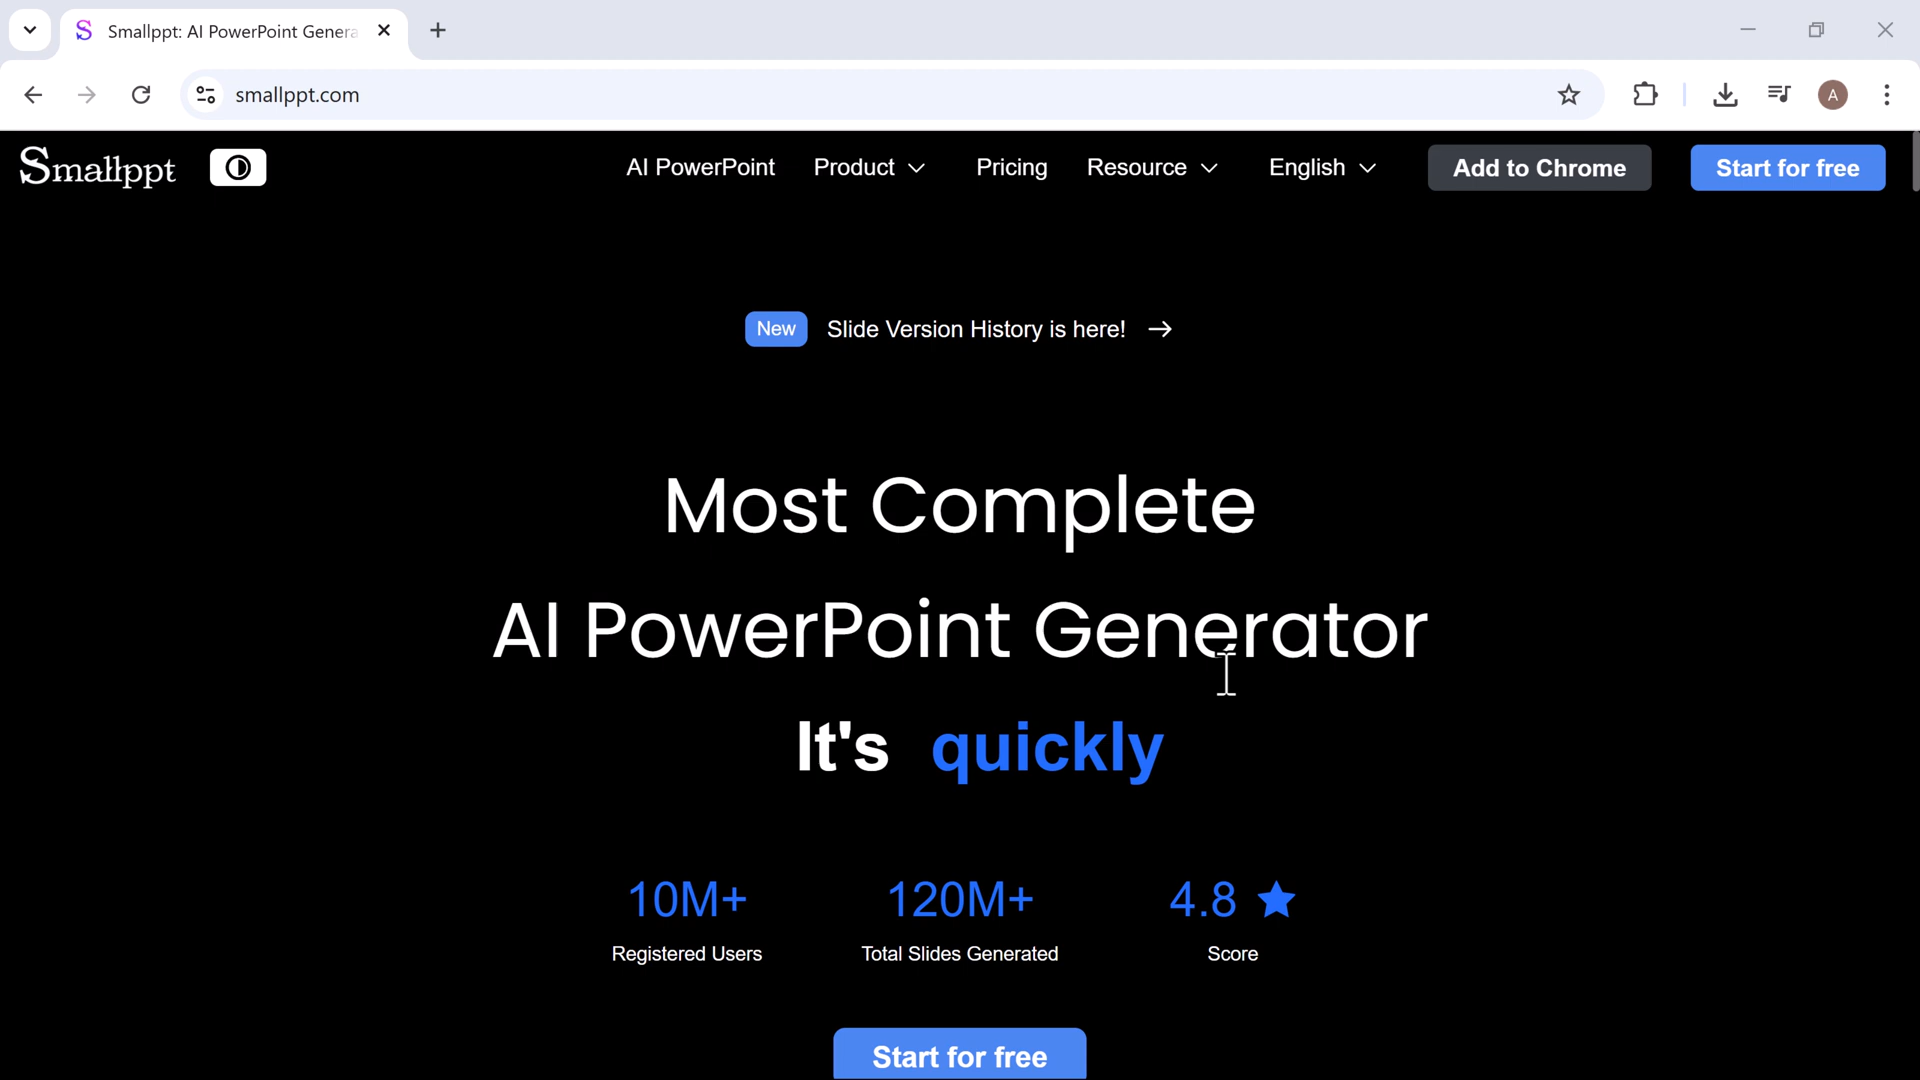 Smallppt: AI PowerPoint Genera
smallppt.com
A
Smallppt
AI PowerPoint
Product
Pricing
Resource
English
Add to Chrome
Start for free
New
Slide Version History is here!
Most Complete
AI PowerPoint Generator
It's quickly
10M+
120M+
4.8
Registered Users
Total Slides Generated
Score
Start for free